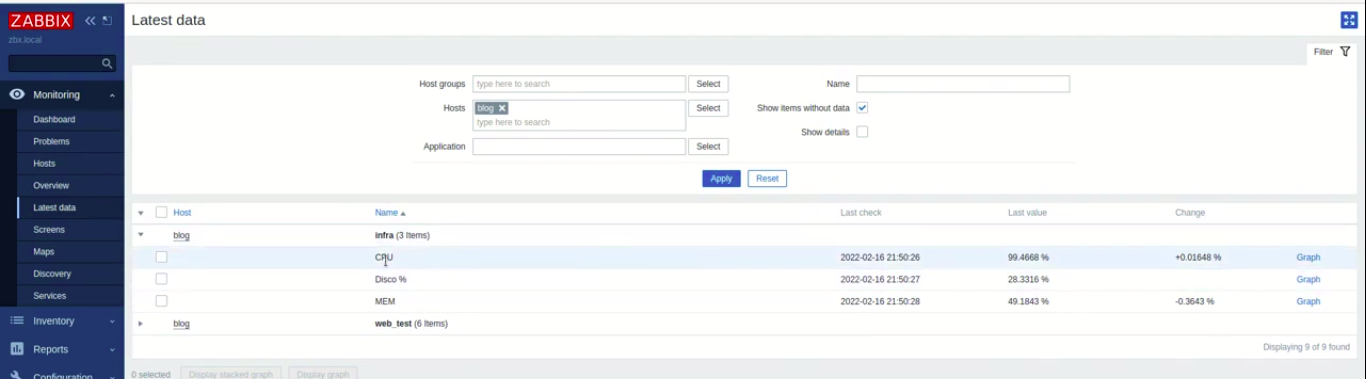 ZABBIX
zbx.local
Latest data
Filter
Monitoring
Dashboard
Problems
Hosts
Overview
Latest data
Screens
Maps
Discovery
Services
Inventory
Reports
Configuration
Host groups type here to search Select
Name
Hosts blog type here to search Select
Show items without data
Show details
Application Select
Apply Reset
Host Name Last check Last value Change
blog infra (3 Items)
CPU 2022-02-16 21:50:26 99.4668 % +0.01648 % Graph
Disco % 2022-02-16 21:50:27 28.3316 % Graph
MEM 2022-02-16 21:50:28 49.1843 % -0.3643 % Graph
blog web_test (6 Items)
Displaying 9 of 9 found
0 selected Display stacked graph Display graph